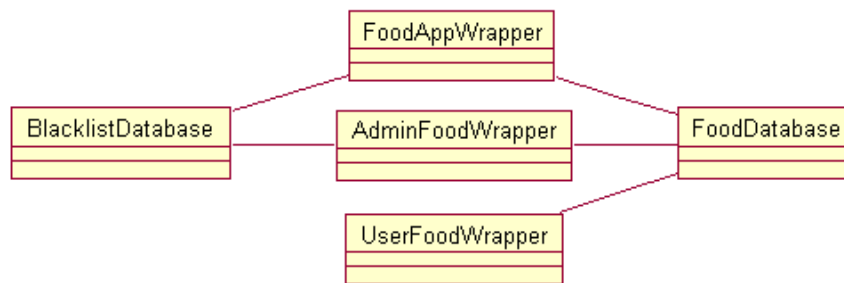 FoodAppWrapper
BlacklistDatabase
AdminFoodWrapper
FoodDatabase
UserFoodWrapper